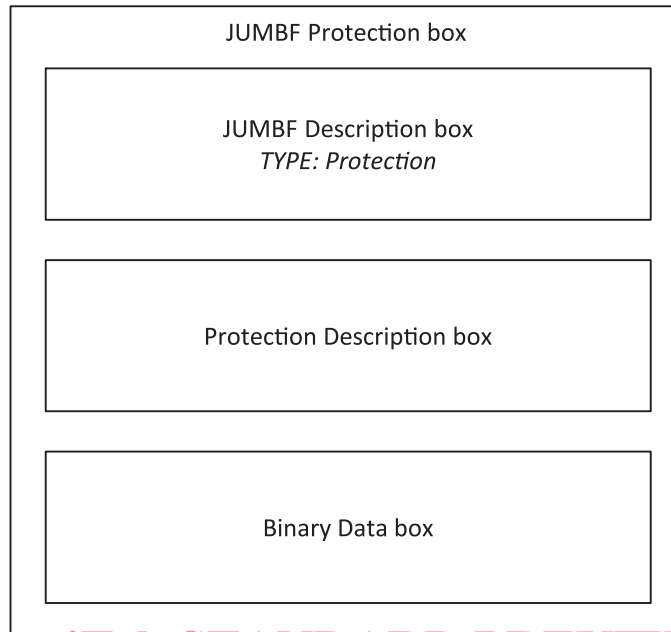 JUMBF Protection box
JUMBF Description box
TYPE: Protection
Protection Description box
Binary Data box